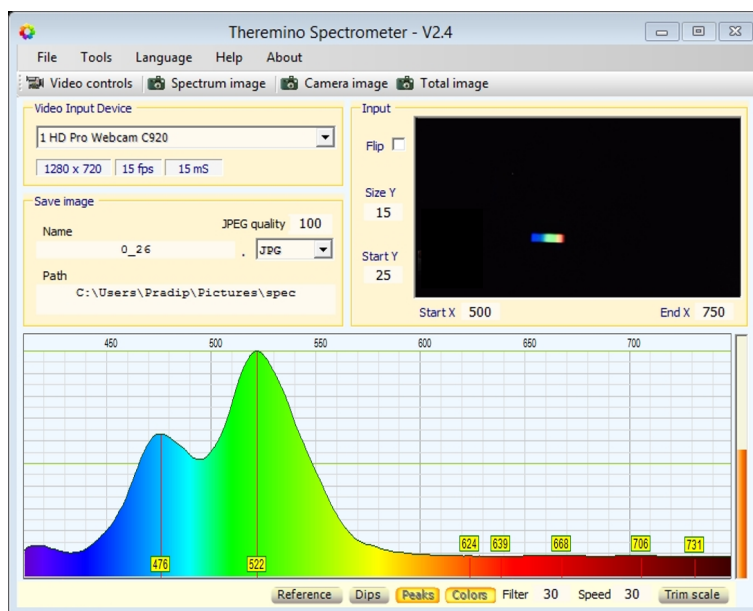 Theremino Spectrometer - V2.4
File Tools Language Help About
Video controls Spectrum image Camera image Total image
Video Input Device
1 HD Pro Webcam C920
1280 x 720 15 fps 15 mS
Save image
Name JPEG quality 100
0_26 . JPG
Path
C:\Users\Pradip\Pictures\spec
Input
Flip
Size Y
15
Start Y
25
Start X 500 End X 750
450 500 550 600 650 700
624 639 668 706 731
476 522
Reference Dips Peaks Colors Filter 30 Speed 30 Trim scale